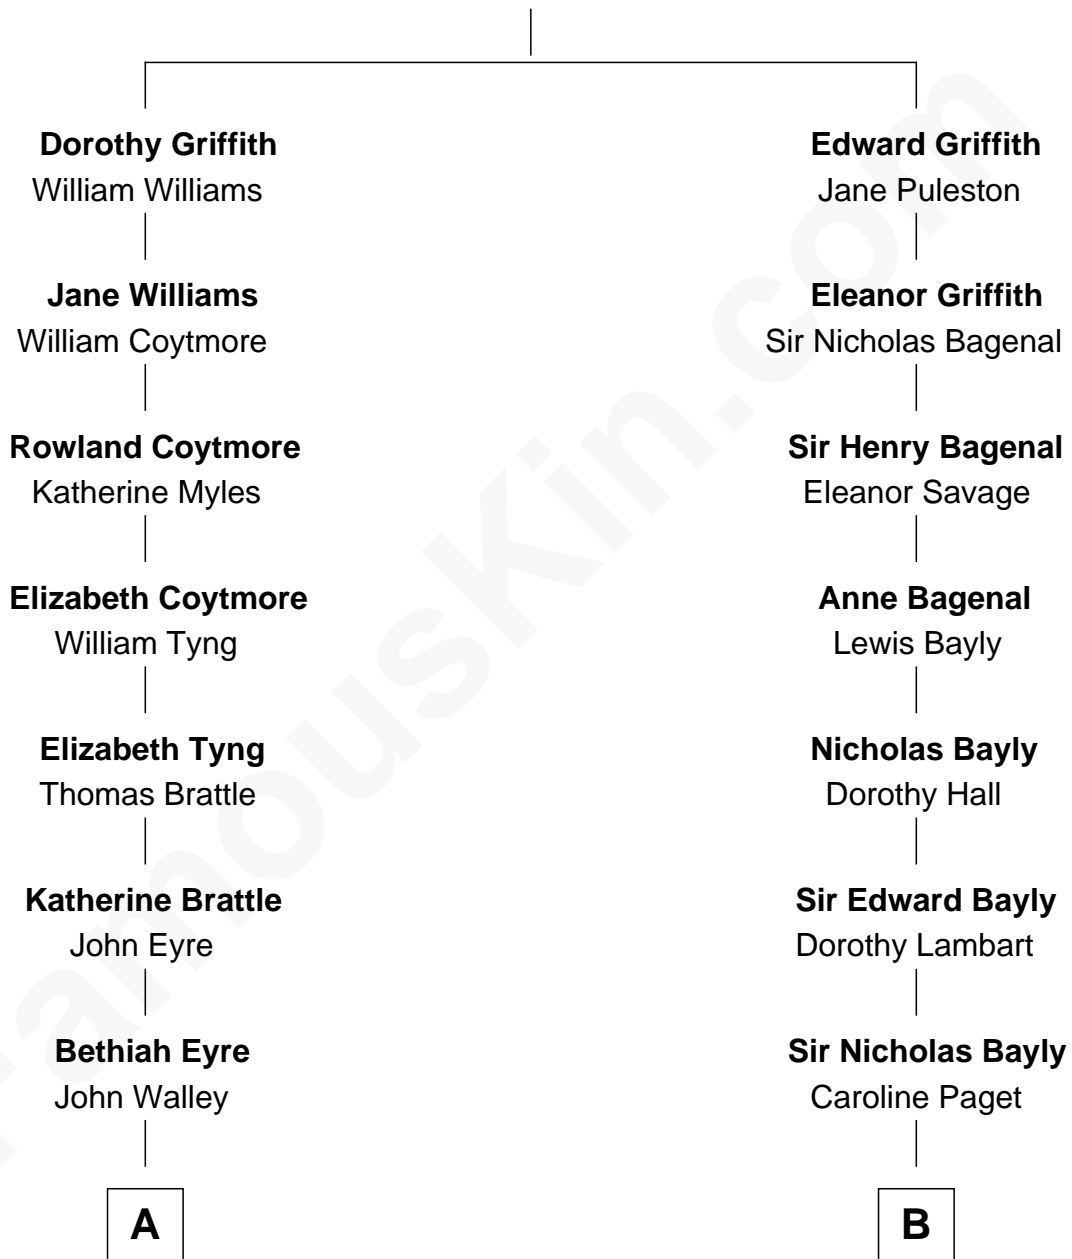 Dorothy Griffith
William Williams
Jane Williams
William Coytmore
Rowland Coytmore
Katherine Myles
Elizabeth Coytmore
William Tyng
Elizabeth Tyng
Thomas Brattle
Katherine Brattle
John Eyre
Bethiah Eyre
John Walley
A
Edward Griffith
Jane Puleston
Eleanor Griffith
Sir Nicholas Bagenal
Sir Henry Bagenal
Eleanor Savage
Anne Bagenal
Lewis Bayly
Nicholas Bayly
Dorothy Hall
Sir Edward Bayly
Dorothy Lambart
Sir Nicholas Bayly
Caroline Paget
B
FamousKin.com